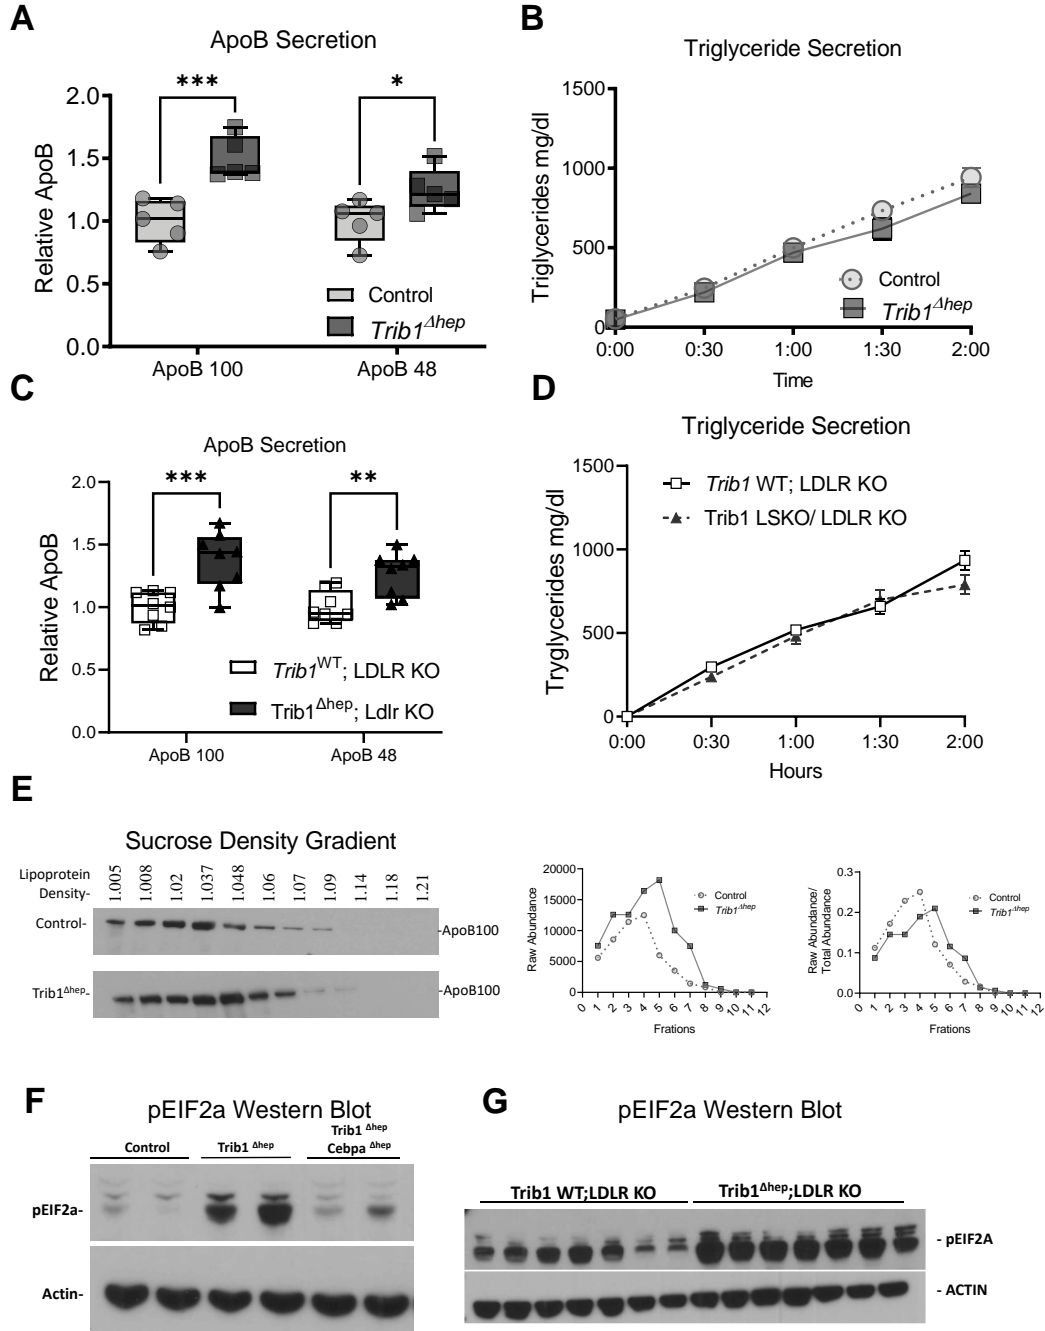 A
ApoB Secretion
***
*
2.0
1.5
1.0
0.5
0.0
Relative ApoB
Control
Trib1Δhep
ApoB 100
ApoB 48
B
Triglyceride Secretion
1500
1000
500
0
Triglycerides mg/dl
Control
Trib1Δhep
0:00
0:30
1:00
1:30
2:00
Time
C
ApoB Secretion
***
**
2.0
1.5
1.0
0.5
0.0
Relative ApoB
Trib1WT; LDLR KO
Trib1Δhep; Ldlr KO
ApoB 100
ApoB 48
D
Triglyceride Secretion
1500
1000
500
0
Tryglycerides mg/dl
Trib1 WT; LDLR KO
Trib1 LSKO/ LDLR KO
0:00
0:30
1:00
1:30
2:00
Hours
E
Sucrose Density Gradient
Lipoprotein
Density-
1.005
1.008
1.02
1.037
1.048
1.06
1.07
1.09
1.14
1.18
1.21
Control-
-ApoB100
Trib1Δhep-
-ApoB100
20000
15000
10000
5000
0
Raw Abundance
Control
Trib1Δhep
0 1 2 3 4 5 6 7 8 9 10 11 12
Frations
0.3
0.2
0.1
0.0
Raw Abundance/
Total Abundance
Control
Trib1Δhep
0 1 2 3 4 5 6 7 8 9 10 11 12
Frations
F
pEIF2a Western Blot
Control
Trib1 Δhep
Trib1 Δhep
Cebpa Δhep
pEIF2a-
Actin-
G
pEIF2a Western Blot
Trib1 WT;LDLR KO
Trib1Δhep;LDLR KO
- pEIF2A
- ACTIN